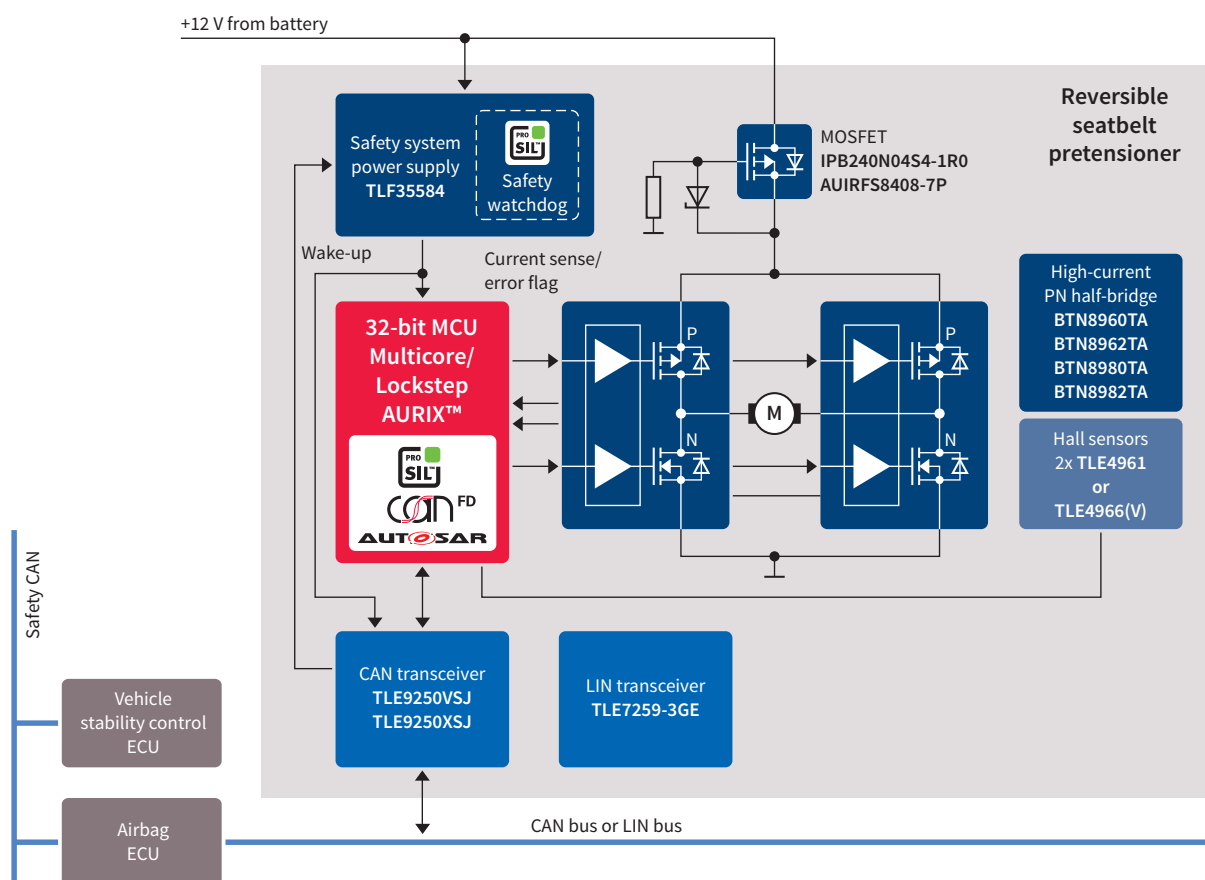 +12 V from battery
Reversible
seatbelt
pretensioner
Safety system
power supply
TLF35584
PRO
SIL™
Safety
watchdog
MOSFET
IPB240N04S4-1R0
AUIRFS8408-7P
Wake-up
Current sense/
error flag
32-bit MCU
Multicore/
Lockstep
AURIX™
PRO
SIL™
CAN FD
AUTOSAR
P
N
M
P
N
High-current
PN half-bridge
BTN8960TA
BTN8962TA
BTN8980TA
BTN8982TA
Hall sensors
2x TLE4961
or
TLE4966(V)
Safety CAN
CAN transceiver
TLE9250VSJ
TLE9250XSJ
LIN transceiver
TLE7259-3GE
Vehicle
stability control
ECU
Airbag
ECU
CAN bus or LIN bus